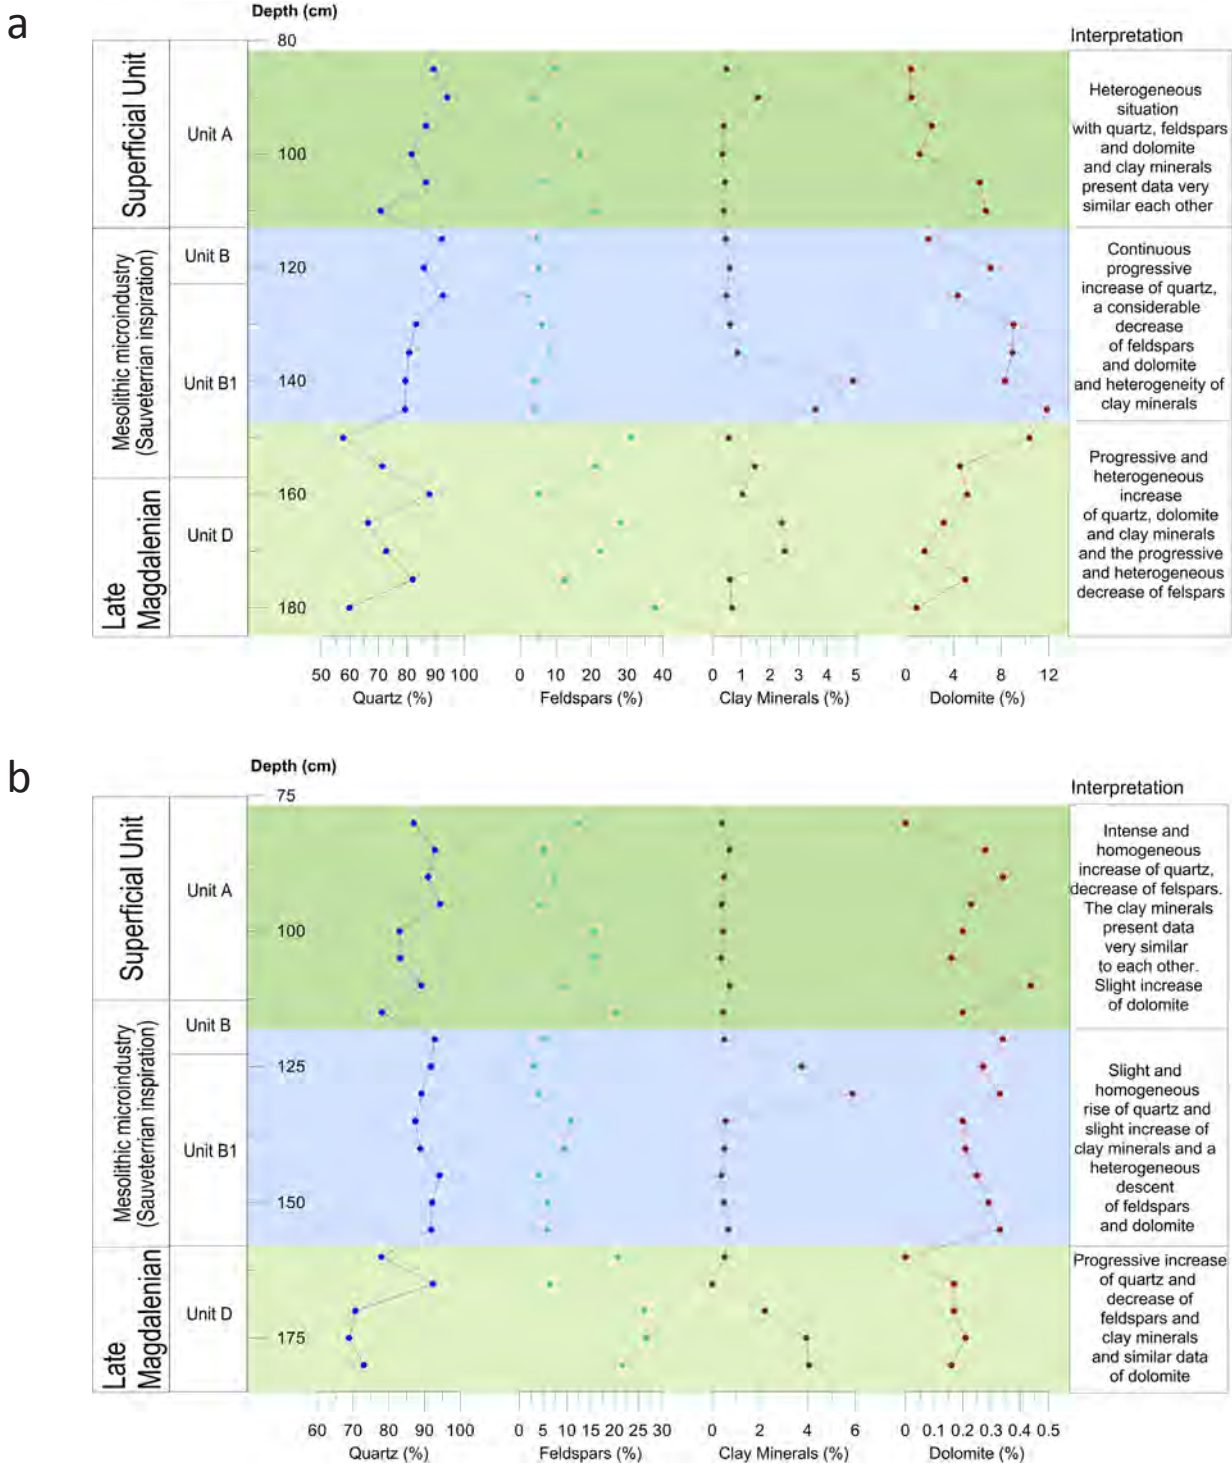 a
Depth (cm)
Interpretation
80
100
120
140
160
180
Superficial Unit
Mesolithic microindustry
(Sauveterrian inspiration)
Late
Magdalenian
Unit A
Unit B
Unit B1
Unit D
Heterogeneous
situation
with quartz, feldspars
and dolomite
and clay minerals
present data very
similar each other
Continuous
progressive
increase of quartz,
a considerable
decrease
of feldspars
and dolomite
and heterogeneity of
clay minerals
Progressive and
heterogeneous
increase
of quartz, dolomite
and clay minerals
and the progressive
and heterogeneous
decrease of felspars
50 60 70 80 90 100
0 10 20 30 40
0 1 2 3 4 5
0 4 8 12
Quartz (%)
Feldspars (%)
Clay Minerals (%)
Dolomite (%)
b
Depth (cm)
Interpretation
75
100
125
150
175
Superficial Unit
Mesolithic microindustry
(Sauveterrian inspiration)
Late
Magdalenian
Unit A
Unit B
Unit B1
Unit D
Intense and
homogeneous
increase of quartz,
decrease of felspars.
The clay minerals
present data
very similar
to each other.
Slight increase
of dolomite
Slight and
homogeneous
rise of quartz and
slight increase of
clay minerals and a
heterogeneous
descent
of feldspars
and dolomite
Progressive increase
of quartz and
decrease of
feldspars and
clay minerals
and similar data
of dolomite
60 70 80 90 100
0 5 10 15 20 25 30
0 2 4 6
0 0.1 0.2 0.3 0.4 0.5
Quartz (%)
Feldspars (%)
Clay Minerals (%)
Dolomite (%)